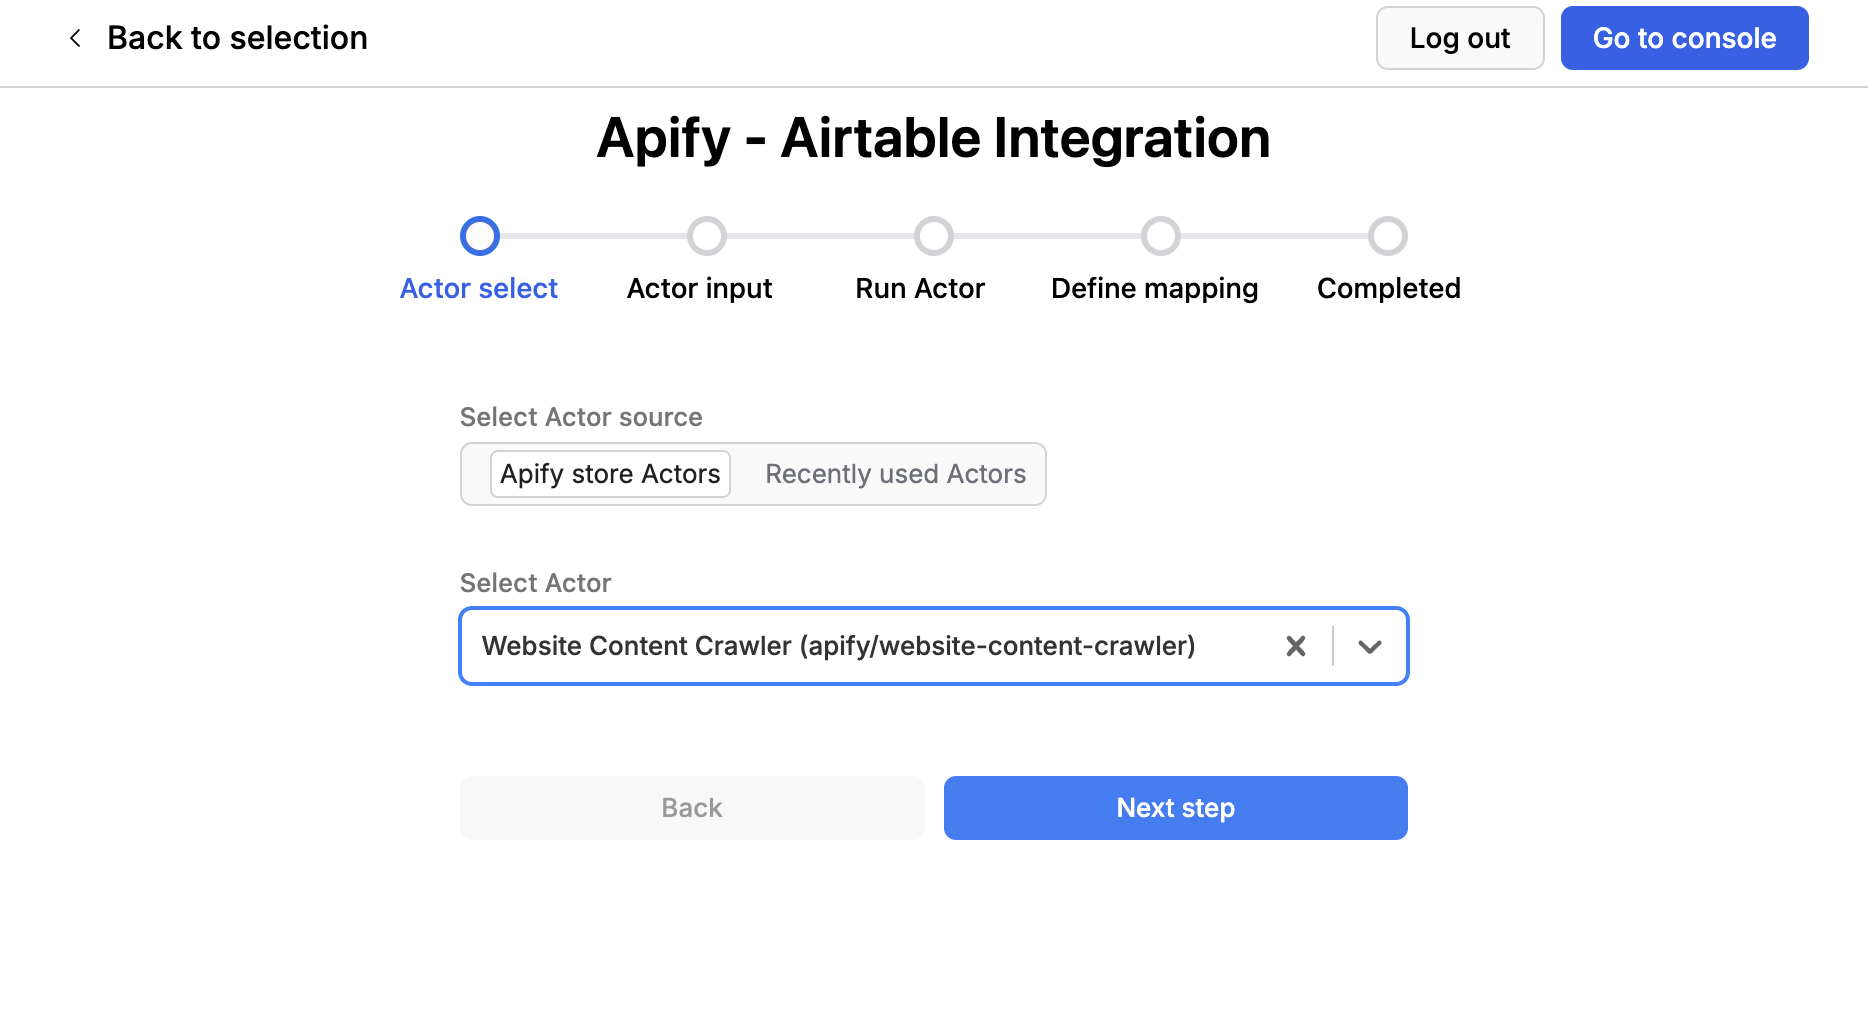 Back to selection
Log out
Go to console
Apify - Airtable Integration
Actor select
Actor input
Run Actor
Define mapping
Completed
Select Actor source
Apify store Actors
Recently used Actors
Select Actor
Website Content Crawler (apify/website-content-crawler)
Back
Next step